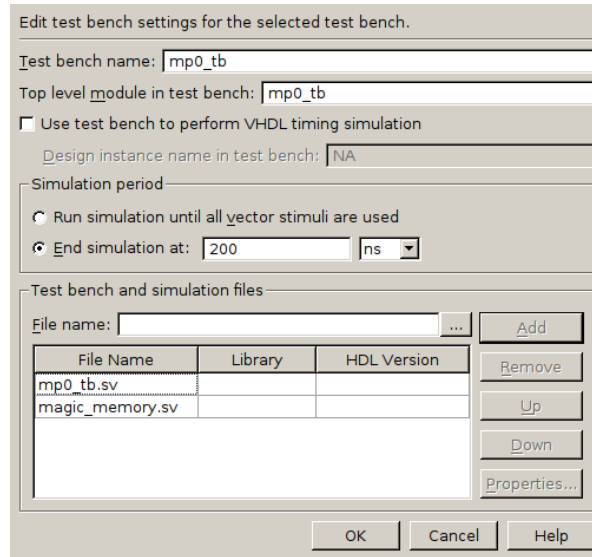 Edit test bench settings for the selected test bench.
Test bench name: mp0_tb
Top level module in test bench: mp0_tb
Use test bench to perform VHDL timing simulation
Design instance name in test bench: NA
Simulation period
Run simulation until all vector stimuli are used
End simulation at: 200 ns
Test bench and simulation files
File name: ... Add
File Name Library HDL Version
Remove
mp0_tb.sv
magic_memory.sv
Up
Down
Properties...
OK Cancel Help